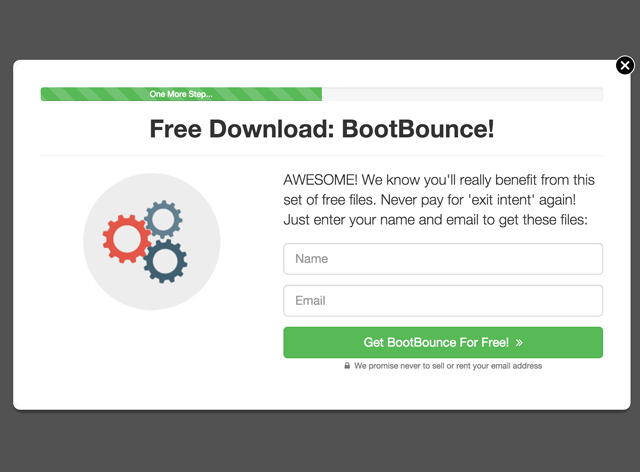 One More Step...
Free Download: BootBounce!
AWESOME! We know you'll really benefit from this
set of free files. Never pay for 'exit intent' again!
Just enter your name and email to get these files:
Name
Email
Get BootBounce For Free! »
We promise never to sell or rent your email address